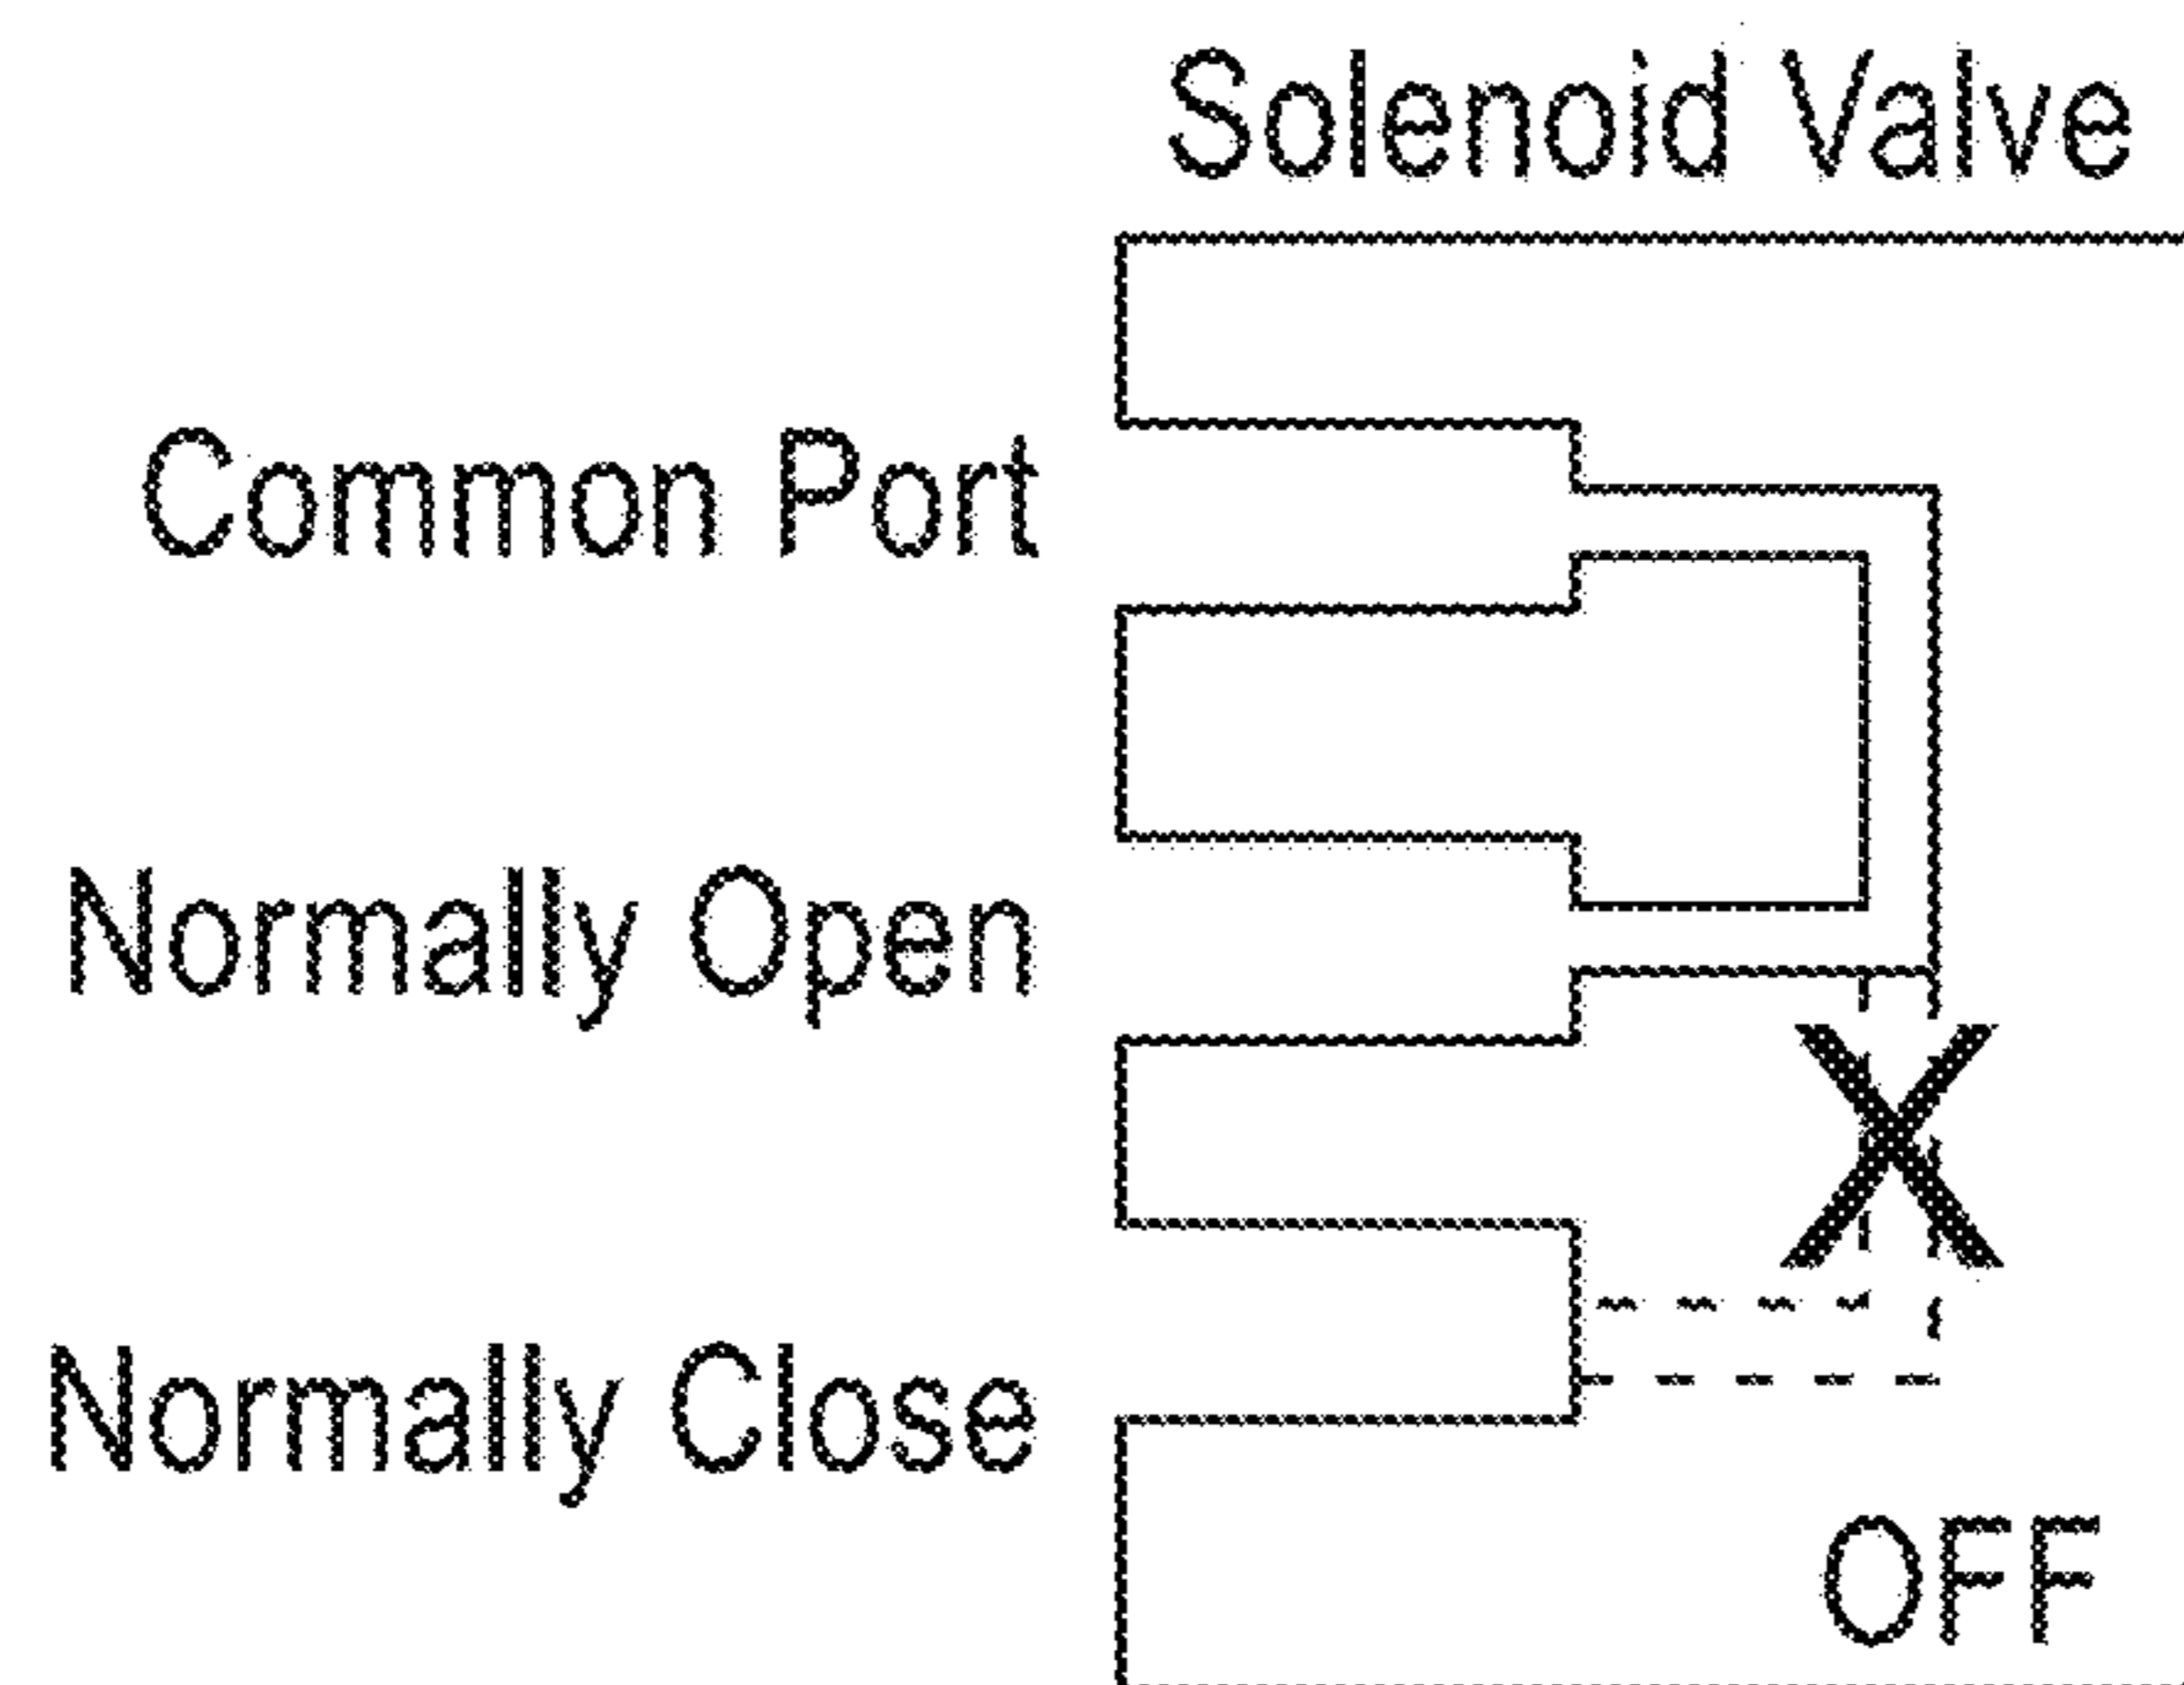 Solenoid Valve
Common Port
Normally Open
X
Normally Close
OFF